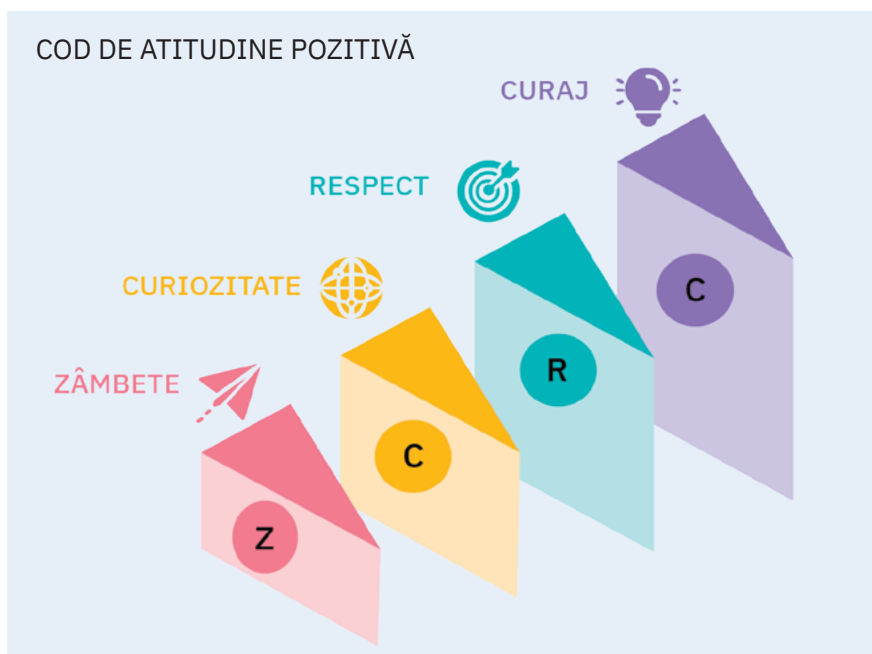 COD DE ATITUDINE POZITIVĂ
CURAJ
RESPECT
CURIOZITATE
ZÂMBETE
C
R
C
Z